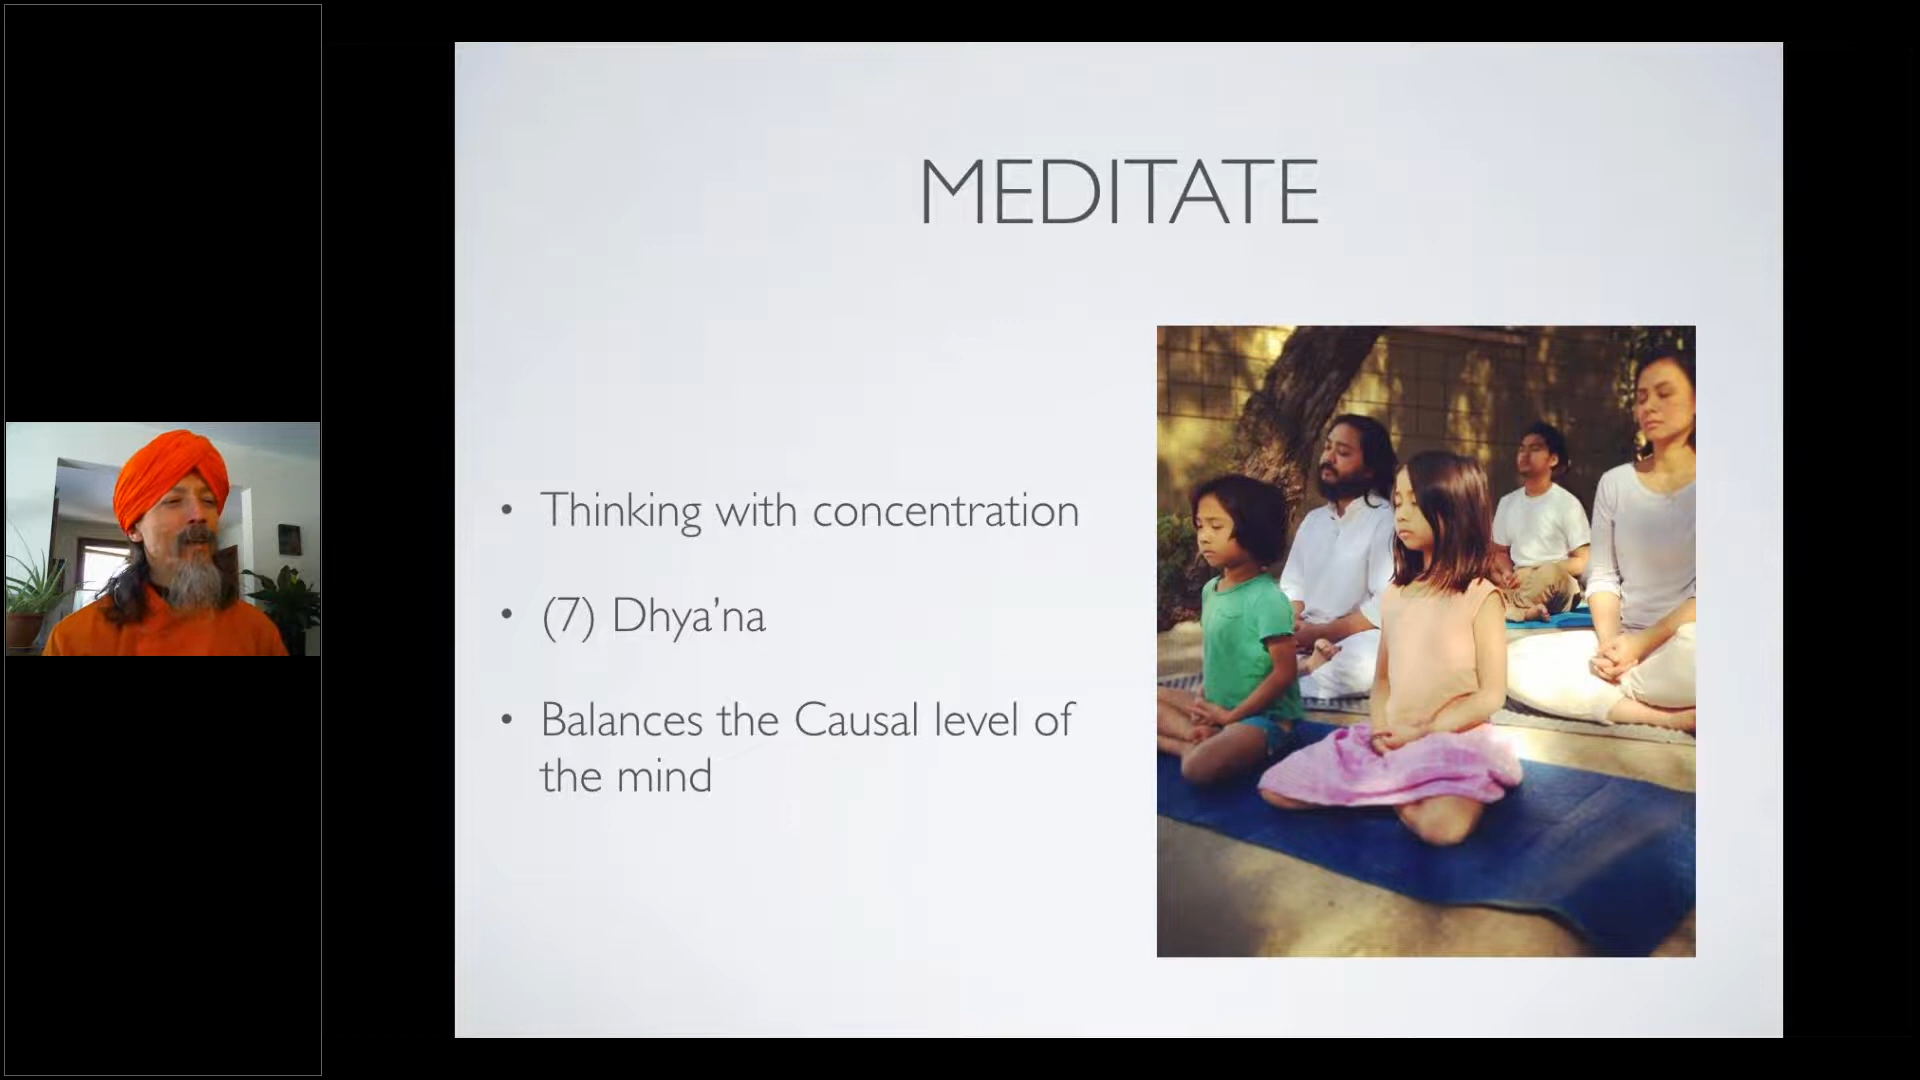 MEDITATE
• Thinking with concentration
• (7) Dhya’na
• Balances the Causal level of
the mind